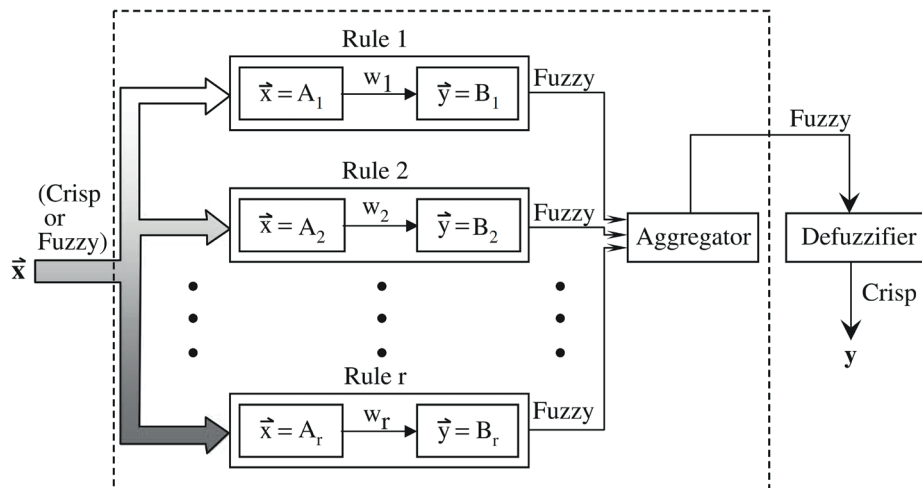 Rule 1
x⃗ = A₁ w₁ y⃗ = B₁
Fuzzy
Fuzzy
Rule 2
(Crisp
or
Fuzzy)
x⃗ = A₂ w₂ y⃗ = B₂
Fuzzy
Aggregator
Defuzzifier
x⃗
Crisp
y
Rule r
x⃗ = Aᵣ wᵣ y⃗ = Bᵣ
Fuzzy